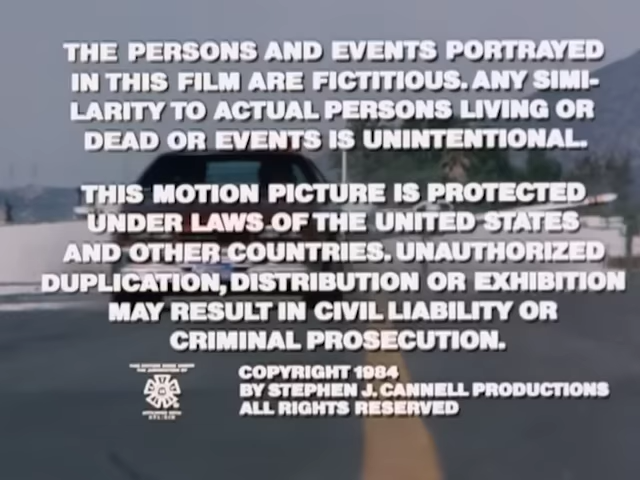 THE PERSONS AND EVENTS PORTRAYED
IN THIS FILM ARE FICTITIOUS. ANY SIMI-
LARITY TO ACTUAL PERSONS LIVING OR
DEAD OR EVENTS IS UNINTENTIONAL.
THIS MOTION PICTURE IS PROTECTED
UNDER LAWS OF THE UNITED STATES
AND OTHER COUNTRIES. UNAUTHORIZED
DUPLICATION, DISTRIBUTION OR EXHIBITION
MAY RESULT IN CIVIL LIABILITY OR
CRIMINAL PROSECUTION.
COPYRIGHT 1984
BY STEPHEN J. CANNELL PRODUCTIONS
ALL RIGHTS RESERVED